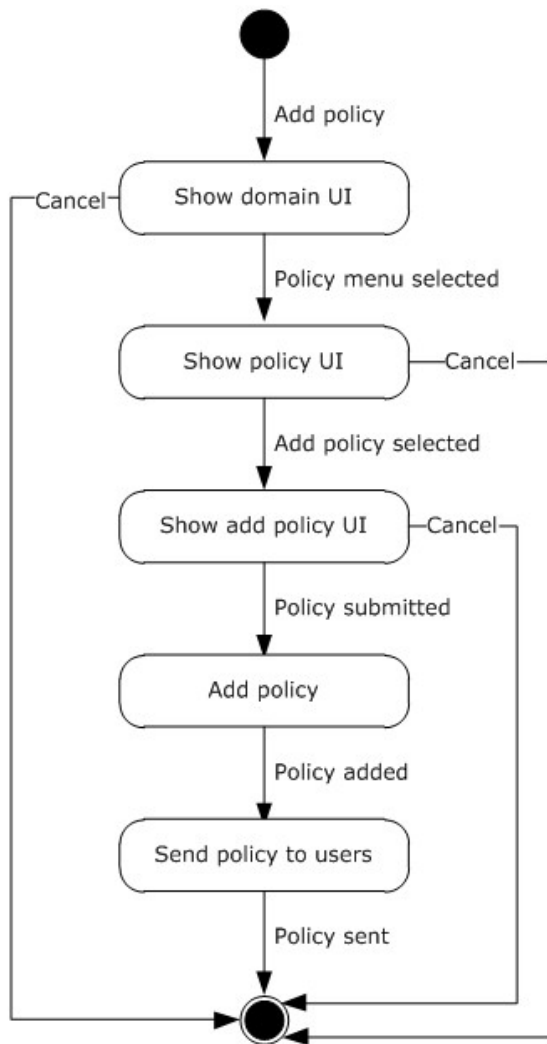 Add policy
Cancel
Show domain UI
Policy menu selected
Show policy UI
Cancel
Add policy selected
Show add policy UI
Cancel
Policy submitted
Add policy
Policy added
Send policy to users
Policy sent